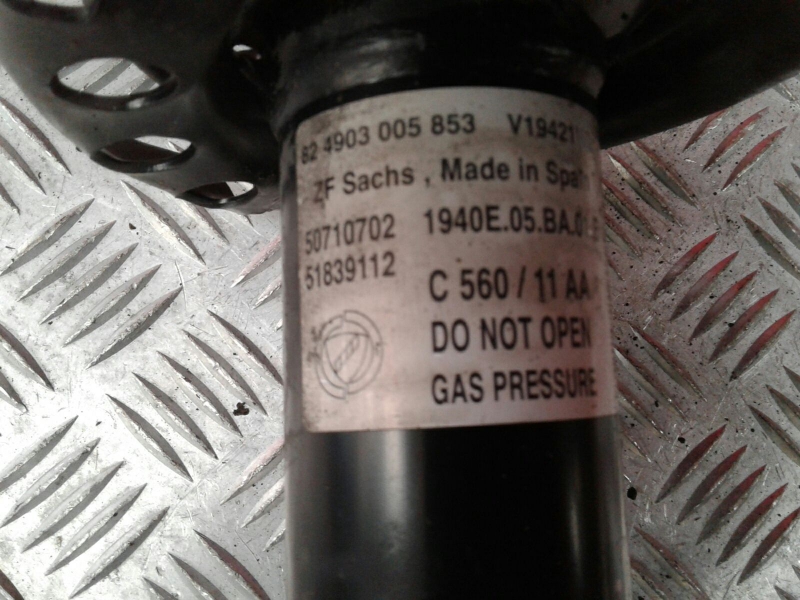 82 4903 005 853 V19421
ZF Sachs , Made in Spa
50710702 1940E.05.BA.0
51839112
C 560 / 11 AA
DO NOT OPEN
GAS PRESSURE